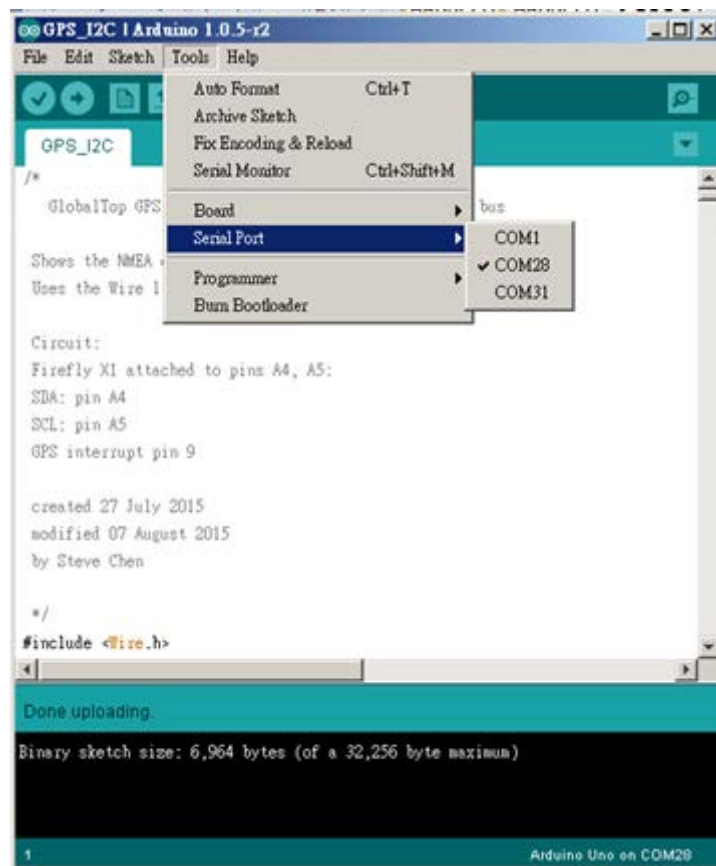 GPS_I2C | Arduino 1.0.5-r2
File Edit Sketch Tools Help
Auto Format Ctrl+T
Archive Sketch
Fix Encoding & Reload
Serial Monitor Ctrl+Shift+M
Board
Serial Port
Programmer
Burn Bootloader
COM1
COM28
COM31
GPS_I2C
/*
GlobalTop GPS bus
Shows the NMEA
Uses the Wire l
Circuit:
Firefly X1 attached to pins A4, A5:
SDA: pin A4
SCL: pin A5
GPS interrupt pin 9
created 27 July 2015
modified 07 August 2015
by Steve Chen
*/
#include <Wire.h>
Done uploading.
Binary sketch size: 6,964 bytes (of a 32,256 byte maximum)
1 Arduino Uno on COM28